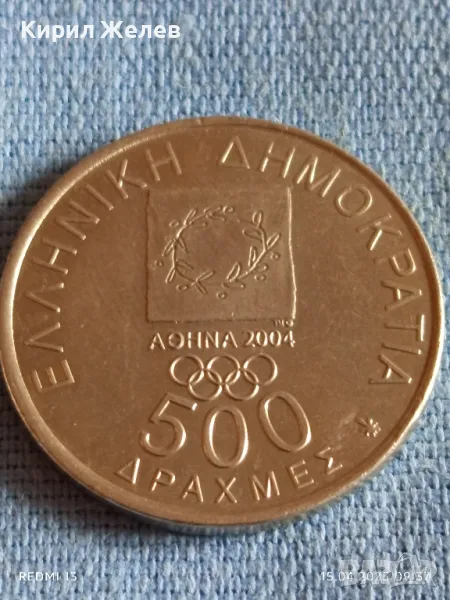 Кирил Желев
ΕΛΛΗΝΙΚΗ ΔΗΜΟΚΡΑΤΙΑ
ΑΘΗΝΑ 2004
500
ΔΡΑΧΜΕΣ
REDMI 13